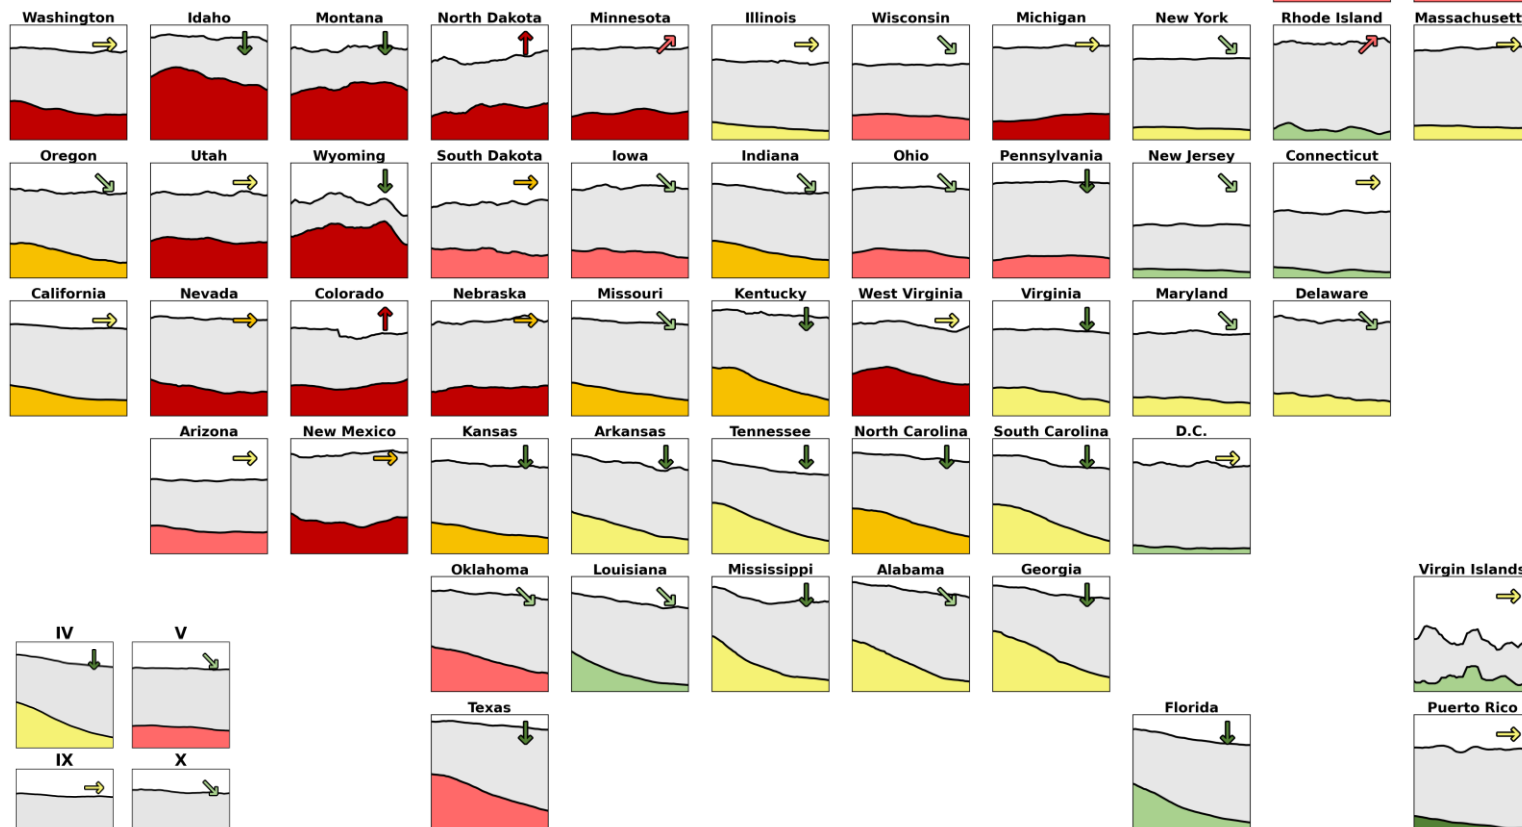 Washington Idaho Montana North Dakota Minnesota Illinois Wisconsin Michigan New York Rhode Island Massachusett
Oregon Utah Wyoming South Dakota Iowa Indiana Ohio Pennsylvania New Jersey Connecticut
California Nevada Colorado Nebraska Missouri Kentucky West Virginia Virginia Maryland Delaware
Arizona New Mexico Kansas Arkansas Tennessee North Carolina South Carolina D.C.
Oklahoma Louisiana Mississippi Alabama Georgia Virgin Islands
IV V
Texas Florida Puerto Rico
IX X